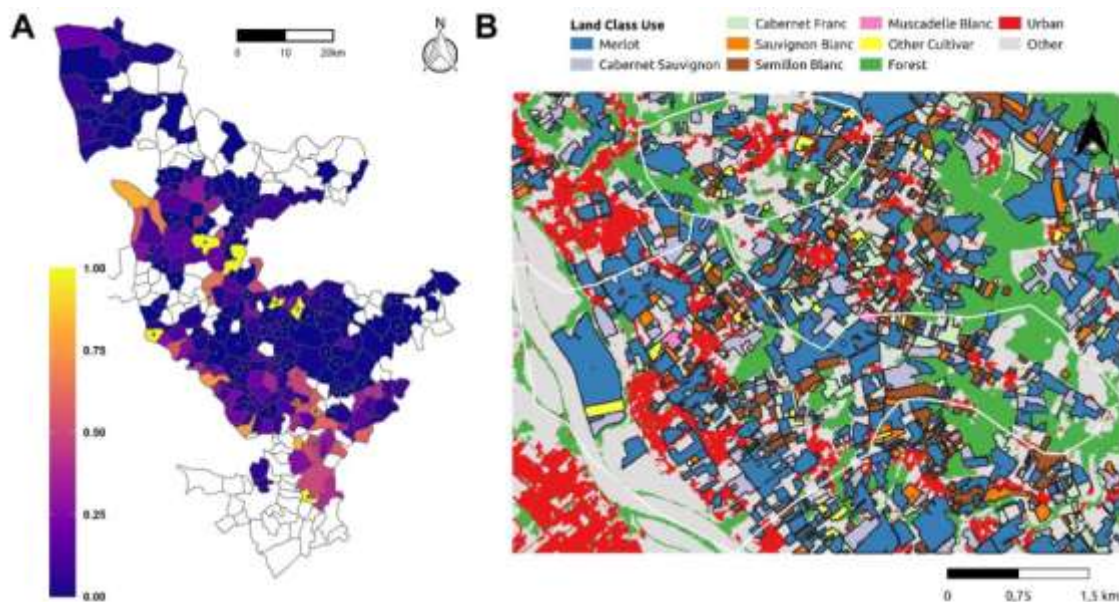 A
N
0 10 20km
1.00
0.75
0.50
0.25
0.00
B
Land Class Use
Merlot
Cabernet Sauvignon
Cabernet Franc
Sauvignon Blanc
Semillon Blanc
Muscadelle Blanc
Other Cultivar
Forest
Urban
Other
N
0 0,75 1,5 km